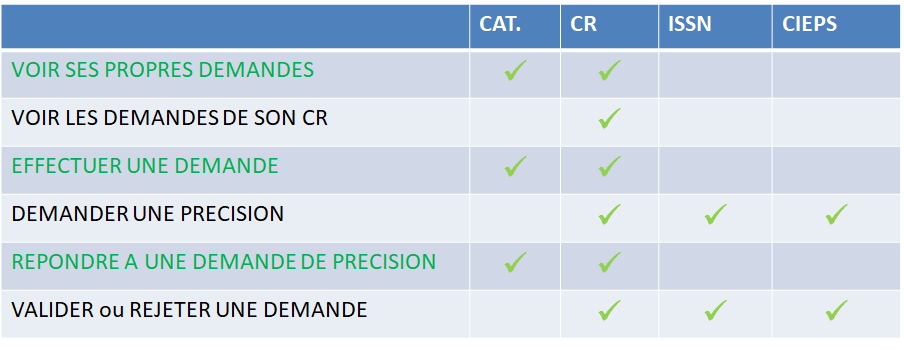 CAT. CR ISSN CIEPS
VOIR SES PROPRES DEMANDES ✓ ✓
VOIR LES DEMANDES DE SON CR ✓
EFFECTUER UNE DEMANDE ✓ ✓
DEMANDER UNE PRECISION ✓ ✓ ✓
REPONDRE A UNE DEMANDE DE PRECISION ✓ ✓
VALIDER ou REJETER UNE DEMANDE ✓ ✓ ✓